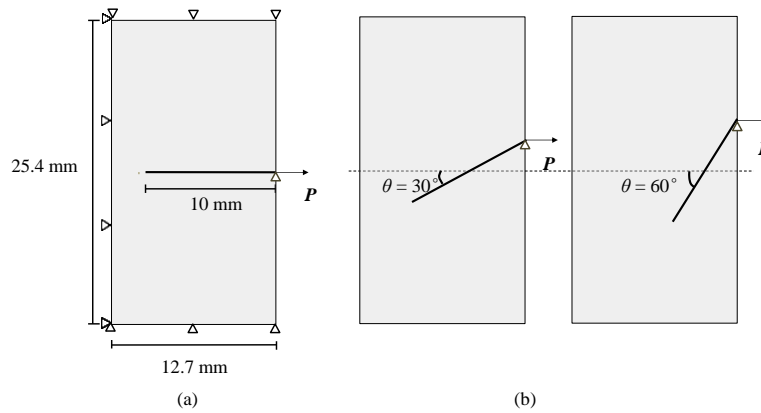 25.4 mm
10 mm
P
12.7 mm
(a)
θ = 30°
P
θ = 60°
(b)